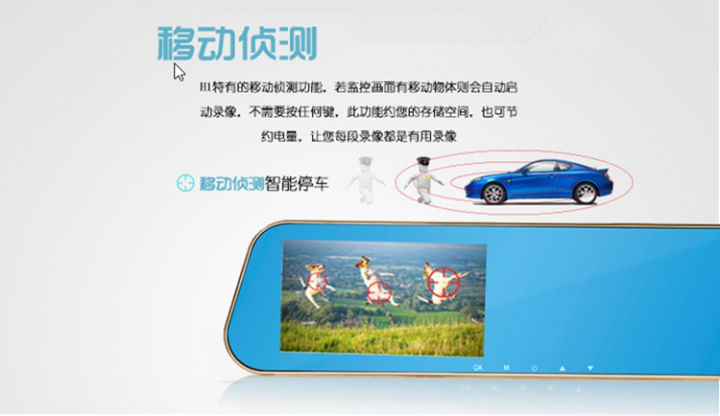 移动侦测
H1特有的移动侦测功能，若监控画面有移动物体则会自动启
动录像，不需要按任何键，此功能约您的存储空间，也可节
约电量，让您每段录像都是有用录像
移动侦测智能停车
OK M